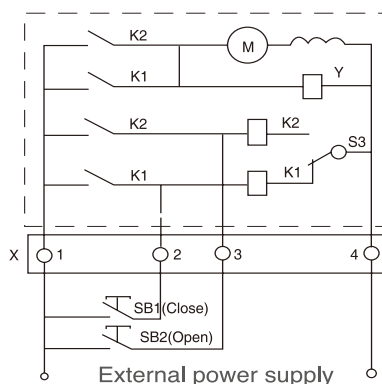 K2
M
K1
Y
K2
K2
S3
K1
K1
X 1 2 3 4
SB1(Close)
SB2(Open)
External power supply